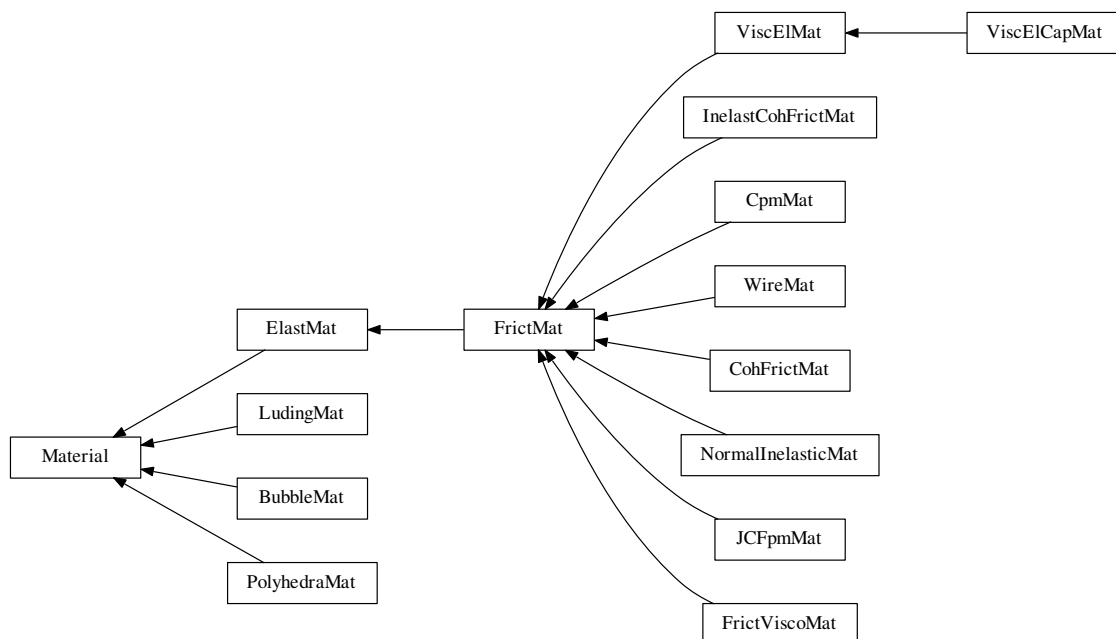 ViscElMat
ViscElCapMat
InelastCohFrictMat
CpmMat
WireMat
ElastMat
FrictMat
CohFrictMat
LudingMat
Material
NormalInelasticMat
BubbleMat
JCFpmMat
PolyhedraMat
FrictViscoMat